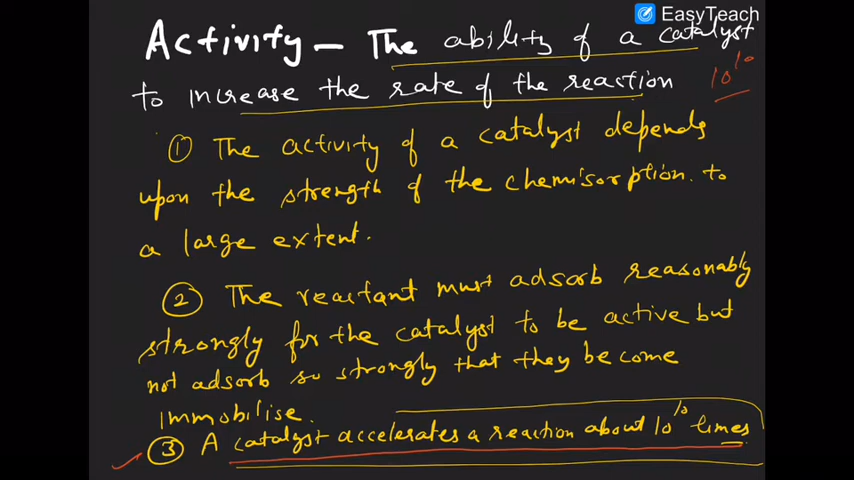 EasyTeach
Activity – The ability of a catalyst
to increase the rate of the reaction
10¹⁰
① The activity of a catalyst depends
upon the strength of the chemisorption. to
a large extent.
② The reactant must adsorb reasonably
strongly for the catalyst to be active but
not adsorb so strongly that they become
immobilise.
③ A catalyst accelerates a reaction about 10¹⁰ times